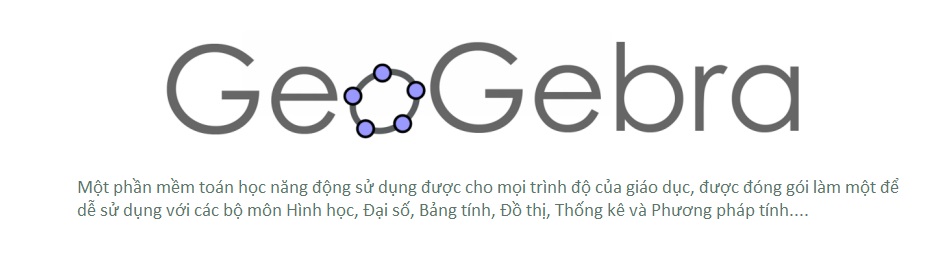 GeoGebra
Một phần mềm toán học năng động sử dụng được cho mọi trình độ của giáo dục, được đóng gói làm một để
dễ sử dụng với các bộ môn Hình học, Đại số, Bảng tính, Đồ thị, Thống kê và Phương pháp tính....